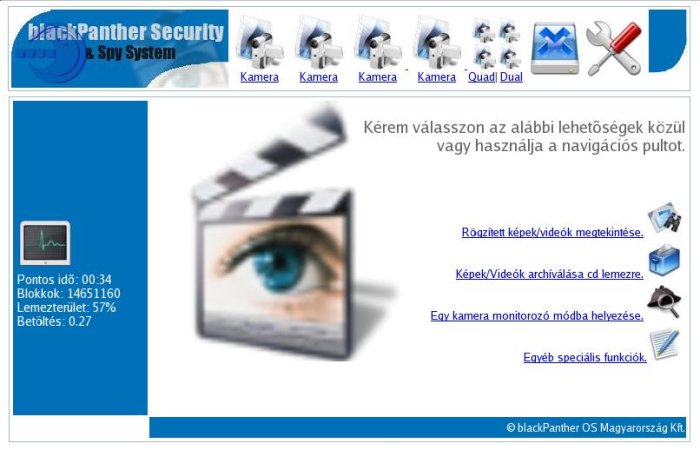 blackPanther Security
& Spy System
Kamera Kamera Kamera Kamera Quad Dual
Kérem válasszon az alábbi lehetõségek közül
vagy használja a navigációs pultot.
Rögzített képek/videók megtekintése.
Képek/Videók archíválása cd lemezre.
Egy kamera monitorozó módba helyezése.
Egyéb speciális funkciók.
Pontos idõ: 00:34
Blokkok: 14651160
Lemezterület: 57%
Betöltés: 0.27
© blackPanther OS Magyarország Kft.